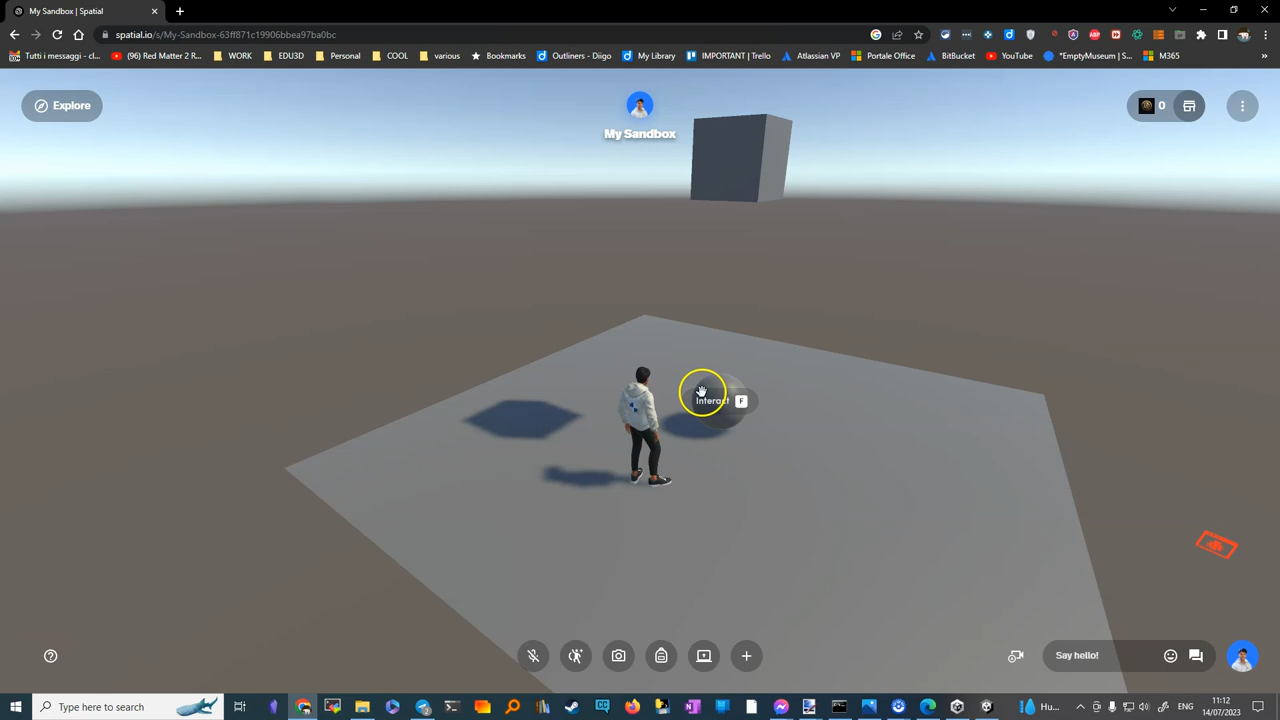 My Sandbox | Spatial
spatial.io/s/My-Sandbox-63ff871c19906bbea97ba0bc
Tutti i messaggi — c...
(96) Red Matter 2 R...
WORK
EDU3D
Personal
COOL
various
Bookmarks
Outliners - Diigo
My Library
IMPORTANT | Trello
Atlassian VP
Portale Office
BitBucket
YouTube
*EmptyMuseum | S...
M365
Explore
0
My Sandbox
Interact F
Say hello!
Type here to search
Hu...
ENG
11:12
14/07/2023